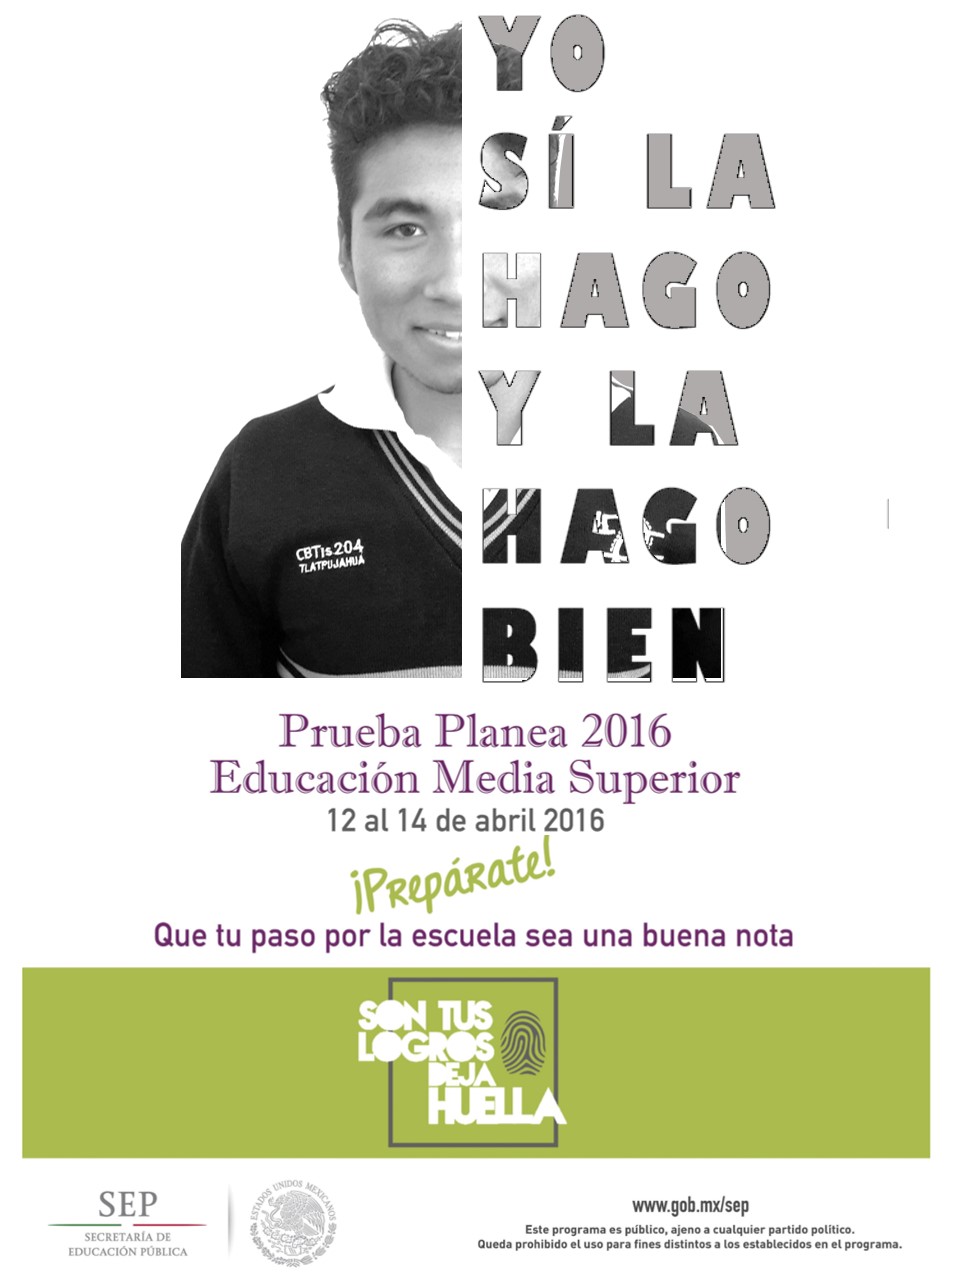 YO
SÍ LA
HAGO
Y LA
HAGO
BIEN
CBTis204
TLATPUJAHUA
Prueba Planea 2016
Educación Media Superior
12 al 14 de abril 2016
¡Prepárate!
Que tu paso por la escuela sea una buena nota
SON TUS
LOGROS
DEJA
HUELLA
SEP
SECRETARÍA DE
EDUCACIÓN PÚBLICA
ESTADOS UNIDOS MEXICANOS
www.gob.mx/sep
Este programa es público, ajeno a cualquier partido político.
Queda prohibido el uso para fines distintos a los establecidos en el programa.